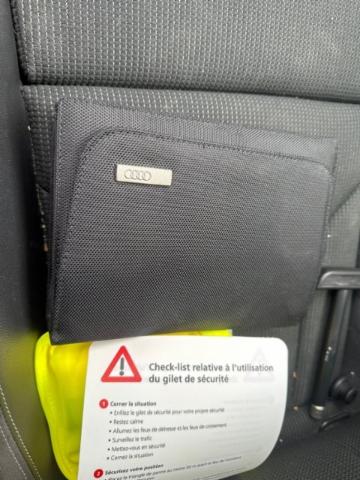 Check-list relative à l'utilisation
du gilet de sécurité
1 Cerner la situation
• Enfilez le gilet de sécurité pour votre propre sécurité
• Restez calme
• Allumez les feux de détresse et les feux de croisement
• Surveillez le trafic
• Mettez-vous en sécurité
• Cernez la situation
2 Sécurisez votre position